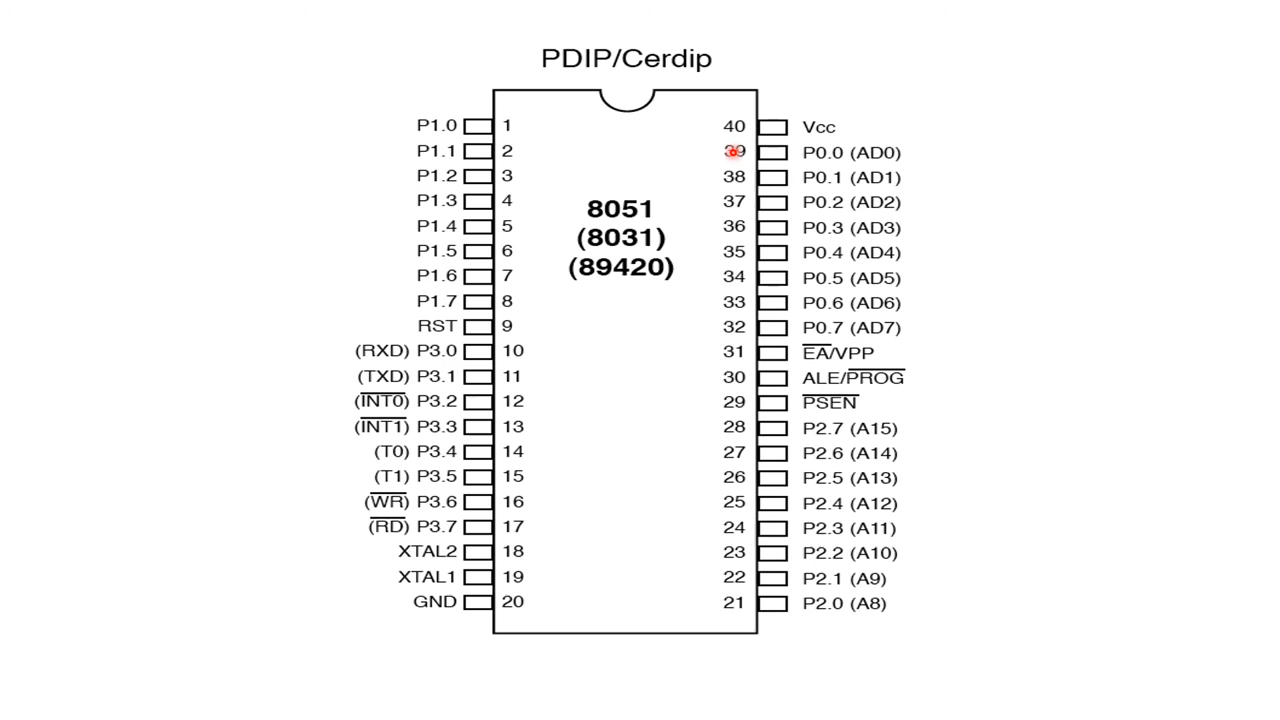 PDIP/Cerdip
P1.0 1 40 Vcc
P1.1 2 39 P0.0 (AD0)
P1.2 3 38 P0.1 (AD1)
P1.3 4 37 P0.2 (AD2)
P1.4 5 36 P0.3 (AD3)
P1.5 6 35 P0.4 (AD4)
P1.6 7 34 P0.5 (AD5)
P1.7 8 33 P0.6 (AD6)
RST 9 32 P0.7 (AD7)
(RXD) P3.0 10 31 EA/VPP
(TXD) P3.1 11 30 ALE/PROG
(INT0) P3.2 12 29 PSEN
(INT1) P3.3 13 28 P2.7 (A15)
(T0) P3.4 14 27 P2.6 (A14)
(T1) P3.5 15 26 P2.5 (A13)
(WR) P3.6 16 25 P2.4 (A12)
(RD) P3.7 17 24 P2.3 (A11)
XTAL2 18 23 P2.2 (A10)
XTAL1 19 22 P2.1 (A9)
GND 20 21 P2.0 (A8)
8051
(8031)
(89420)